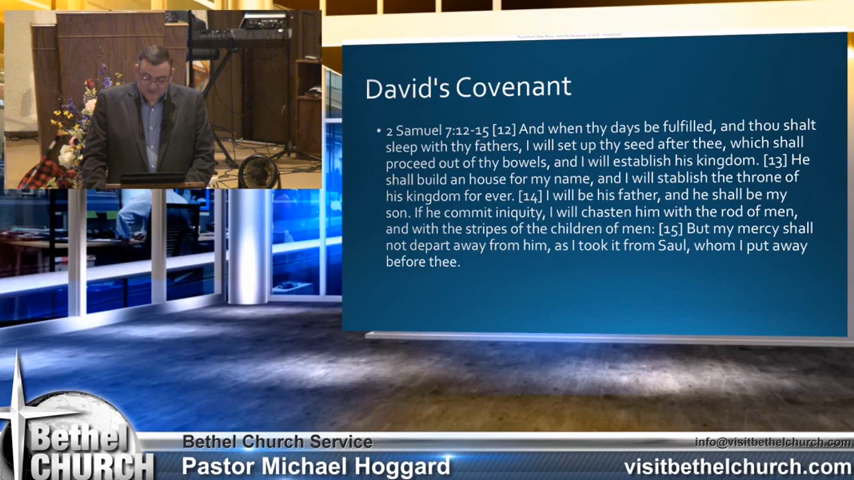 David's Covenant
• 2 Samuel 7:12-15 [12] And when thy days be fulfilled, and thou shalt
sleep with thy fathers, I will set up thy seed after thee, which shall
proceed out of thy bowels, and I will establish his kingdom. [13] He
shall build an house for my name, and I will stablish the throne of
his kingdom for ever. [14] I will be his father, and he shall be my
son. If he commit iniquity, I will chasten him with the rod of men,
and with the stripes of the children of men: [15] But my mercy shall
not depart away from him, as I took it from Saul, whom I put away
before thee.
Bethel
CHURCH
Bethel Church Service
info@visitbethelchurch.com
Pastor Michael Hoggard
visitbethelchurch.com